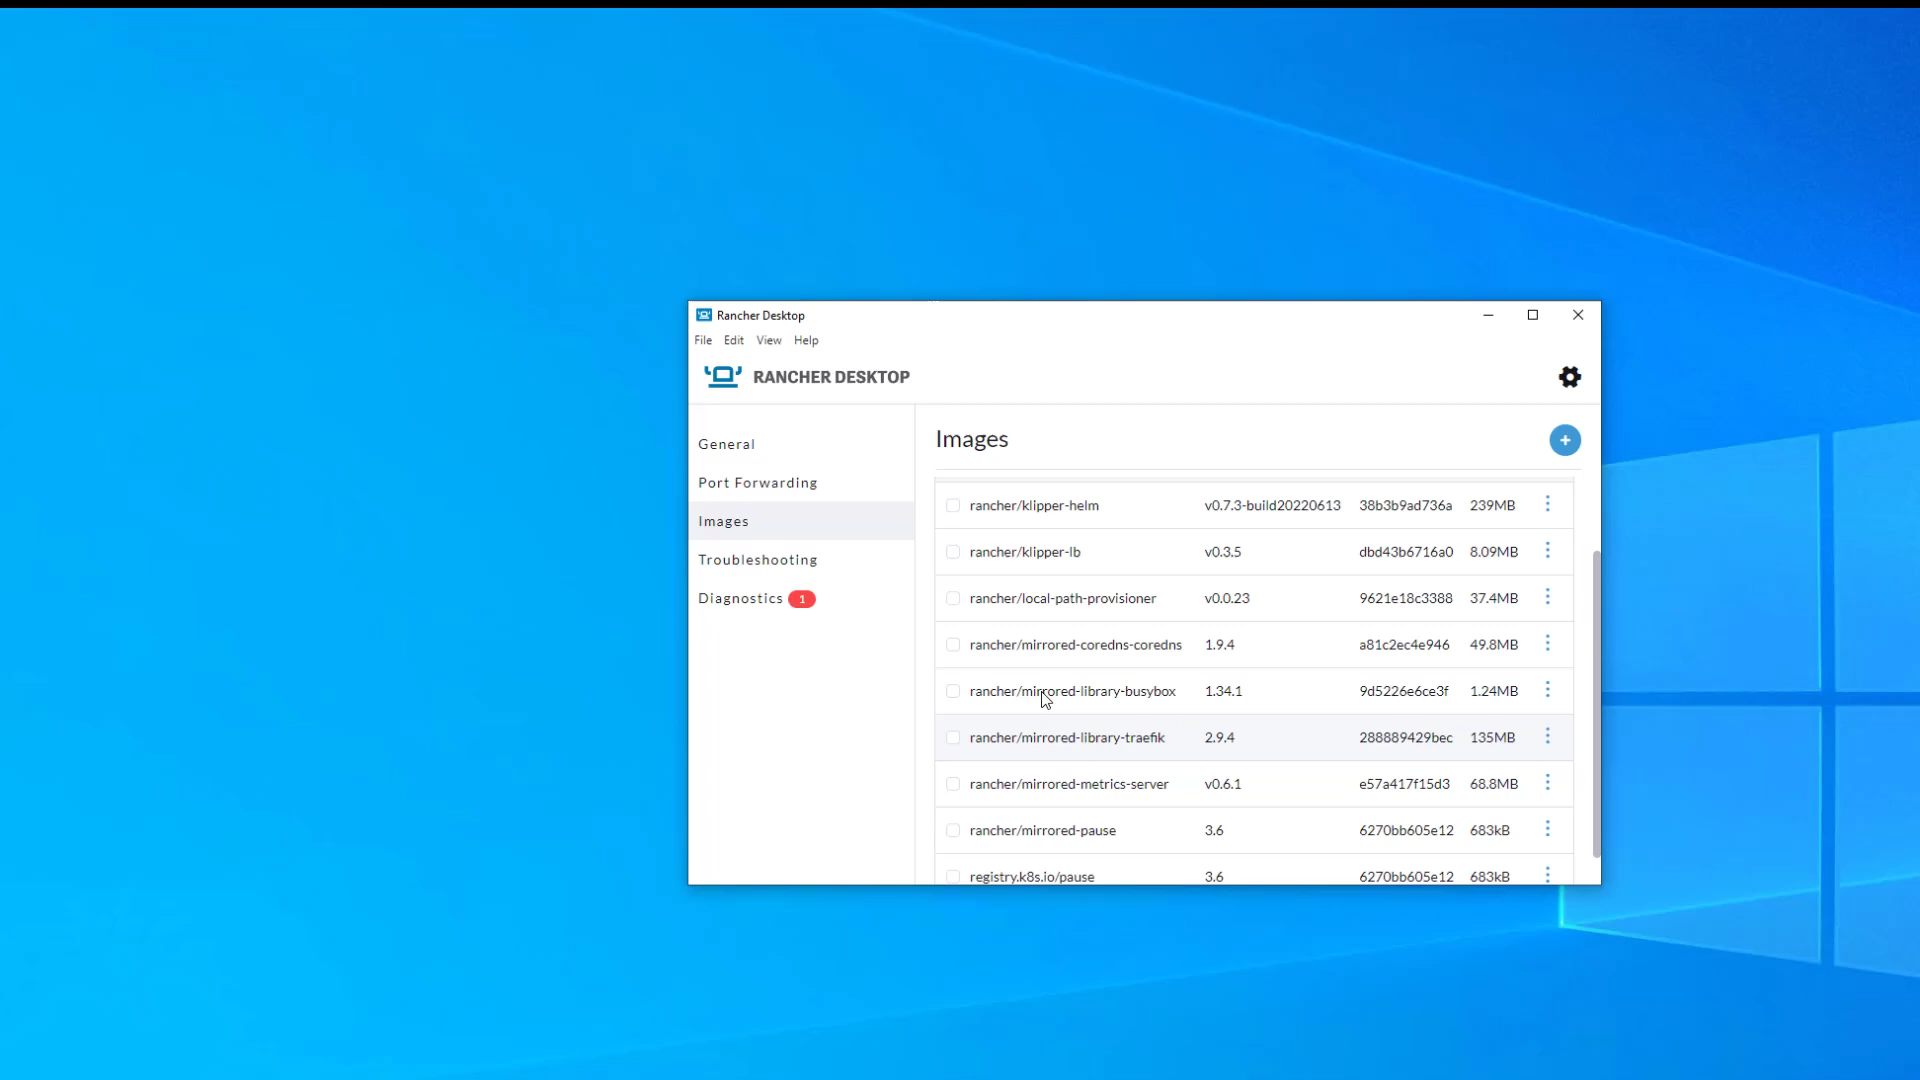 Rancher Desktop
File Edit View Help
RANCHER DESKTOP
General
Port Forwarding
Images
Troubleshooting
Diagnostics 1
Images
+
rancher/klipper-helm v0.7.3-build20220613 38b3b9ad736a 239MB
rancher/klipper-lb v0.3.5 dbd43b6716a0 8.09MB
rancher/local-path-provisioner v0.0.23 9621e18c3388 37.4MB
rancher/mirrored-coredns-coredns 1.9.4 a81c2ec4e946 49.8MB
rancher/mirrored-library-busybox 1.34.1 9d5226e6ce3f 1.24MB
rancher/mirrored-library-traefik 2.9.4 288889429bec 135MB
rancher/mirrored-metrics-server v0.6.1 e57a417f15d3 68.8MB
rancher/mirrored-pause 3.6 6270bb605e12 683kB
registry.k8s.io/pause 3.6 6270bb605e12 683kB